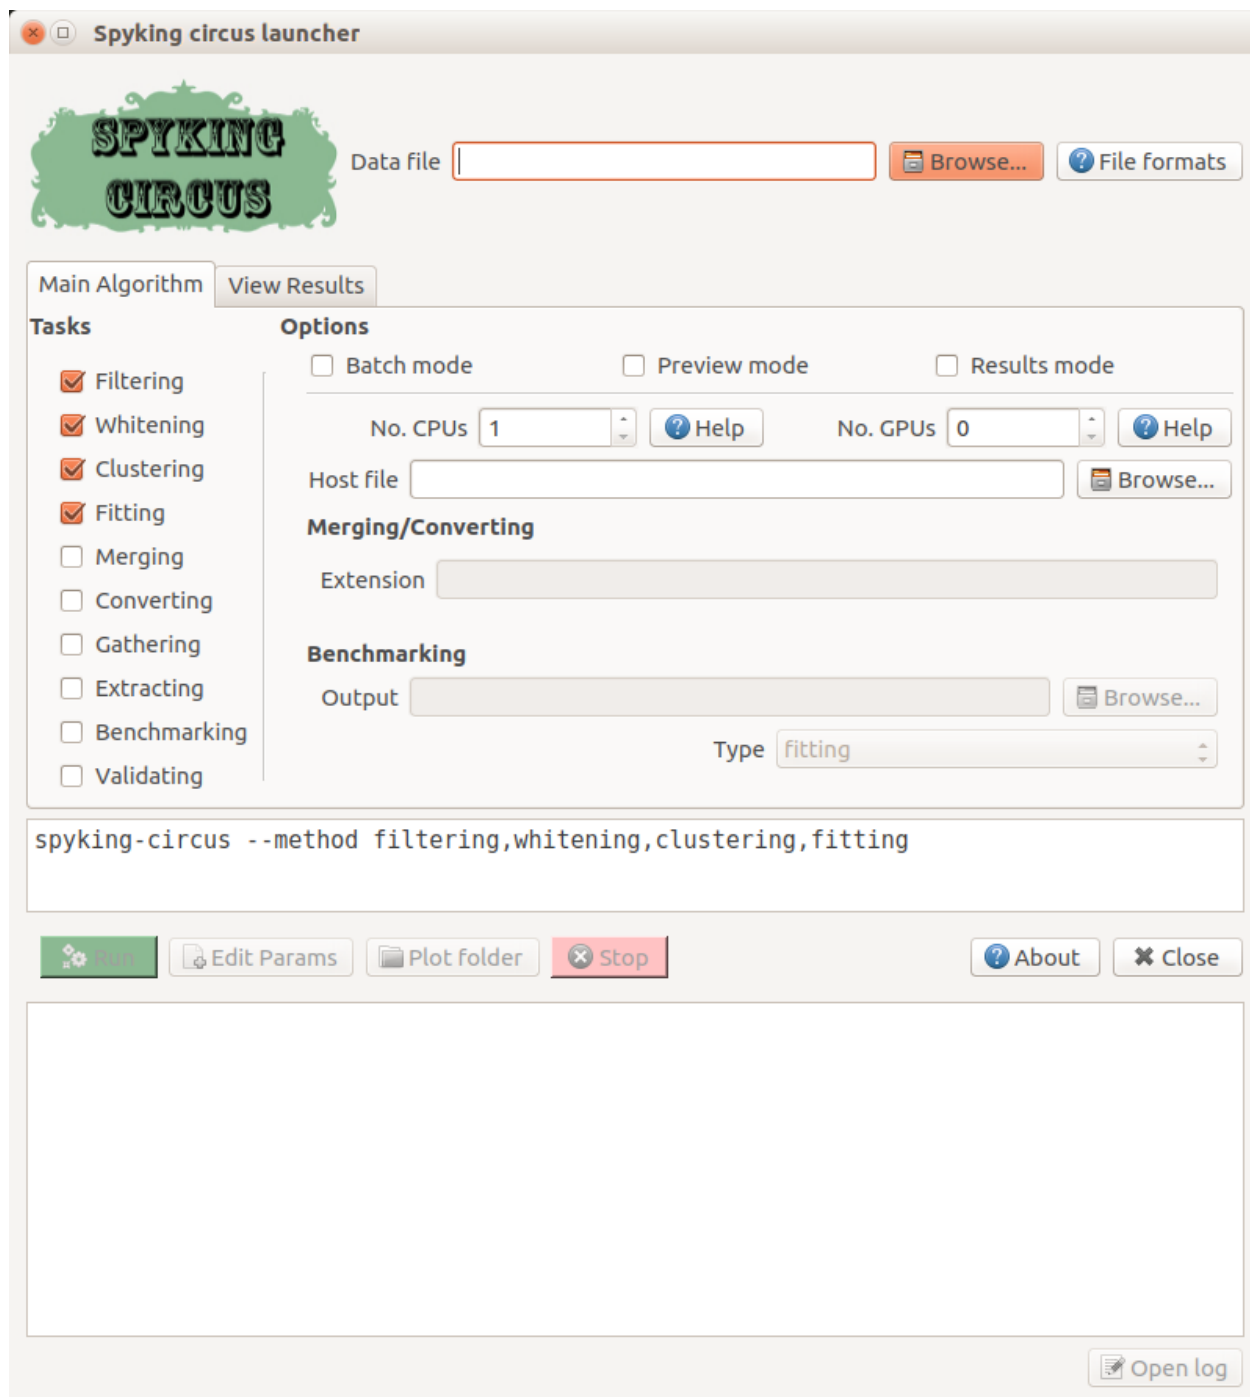 Spyking circus launcher
SPYKING
CIRCUS
Data file
Browse...
File formats
Main Algorithm
View Results
Tasks
Options
Filtering
Whitening
Clustering
Fitting
Merging
Converting
Gathering
Extracting
Benchmarking
Validating
Batch mode
Preview mode
Results mode
No. CPUs
1
Help
No. GPUs
0
Help
Host file
Browse...
Merging/Converting
Extension
Benchmarking
Output
Browse...
Type
fitting
spyking-circus --method filtering,whitening,clustering,fitting
Run
Edit Params
Plot folder
Stop
About
Close
Open log